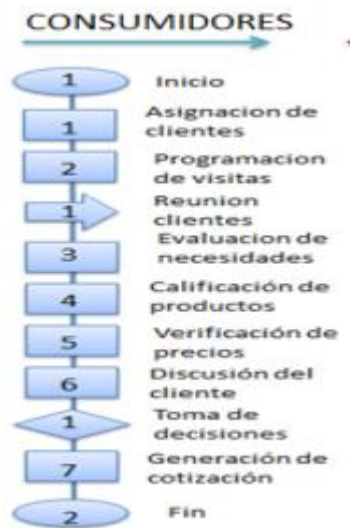 CONSUMIDORES
1 Inicio
1 Asignacion de
clientes
2 Programacion
de visitas
1 Reunion
clientes
3 Evaluacion de
necesidades
4 Calificación de
productos
5 Verificación de
precios
6 Discusión del
cliente
1 Toma de
decisiones
7 Generación de
cotización
2 Fin